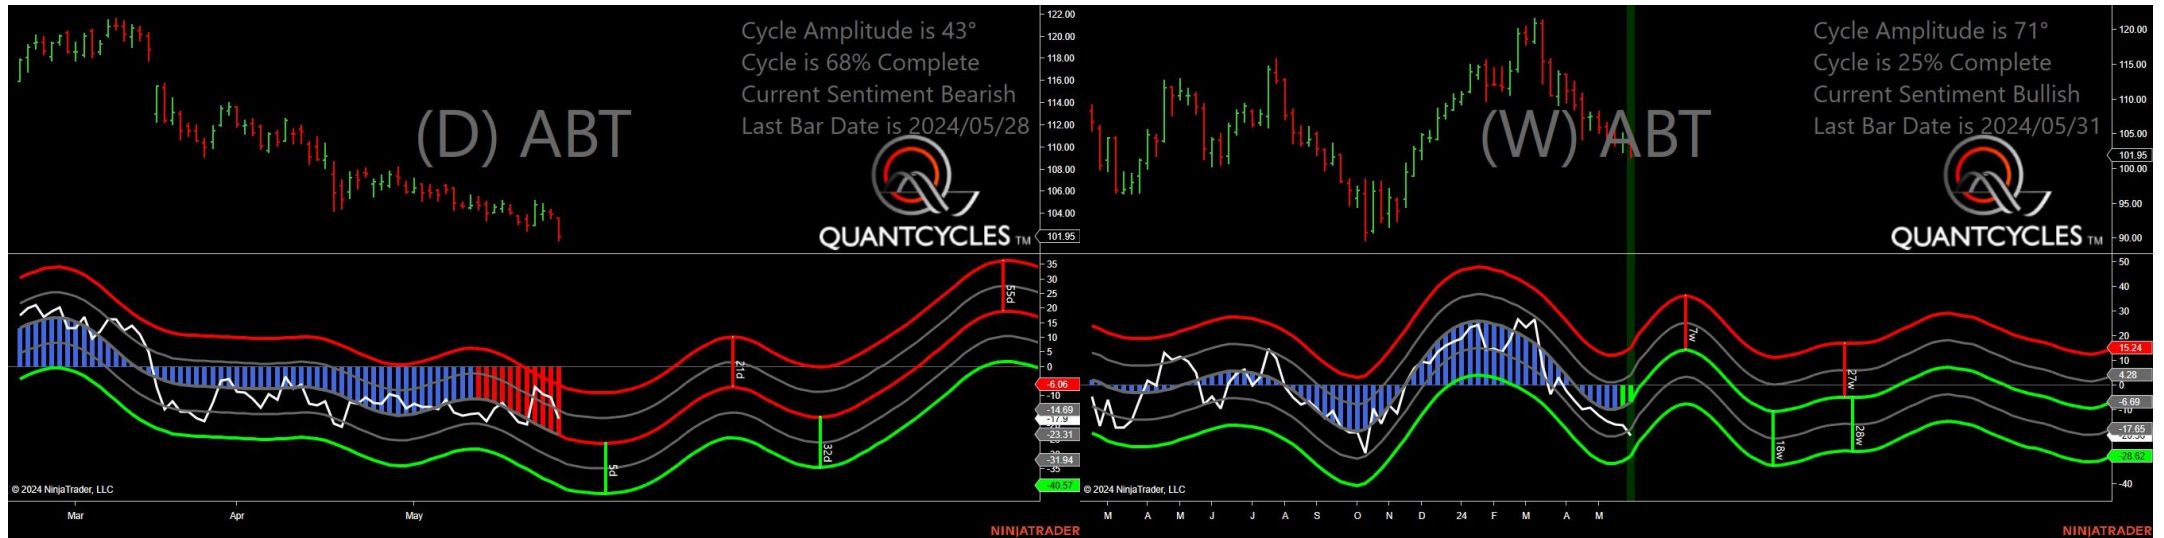 Cycle Amplitude is 43°
Cycle is 68% Complete
Current Sentiment Bearish
Last Bar Date is 2024/05/28
(D) ABT
QUANTCYCLES TM
122.00
120.00
118.00
116.00
114.00
112.00
110.00
108.00
106.00
104.00
101.95
35
30
25
20
15
10
5
0
-6.06
-10
-14.69
-17.9
-23.31
-31.94
-35
-40.57
5d
21d
32d
55d
© 2024 NinjaTrader, LLC
Mar
Apr
May
NINJATRADER
Cycle Amplitude is 71°
Cycle is 25% Complete
Current Sentiment Bullish
Last Bar Date is 2024/05/31
(W) ABT
QUANTCYCLES TM
120.00
115.00
110.00
105.00
101.95
100.00
95.00
90.00
50
40
30
20
15.24
10
4.28
0
-6.69
-10
-17.65
-28.62
-40
7w
18w
27w
28w
© 2024 NinjaTrader, LLC
M A M J J A S O N D 24 F M A M
NINJATRADER